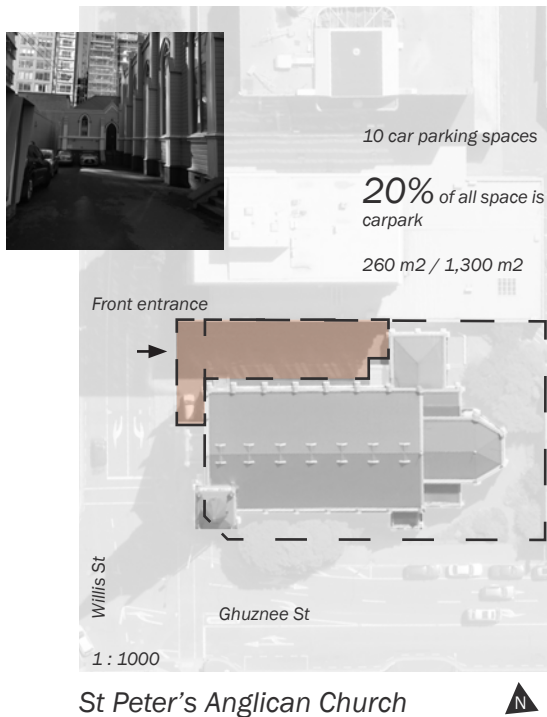 10 car parking spaces
20% of all space is
carpark
260 m2 / 1,300 m2
Front entrance
Willis St
Ghuznee St
1 : 1000
St Peter's Anglican Church
N